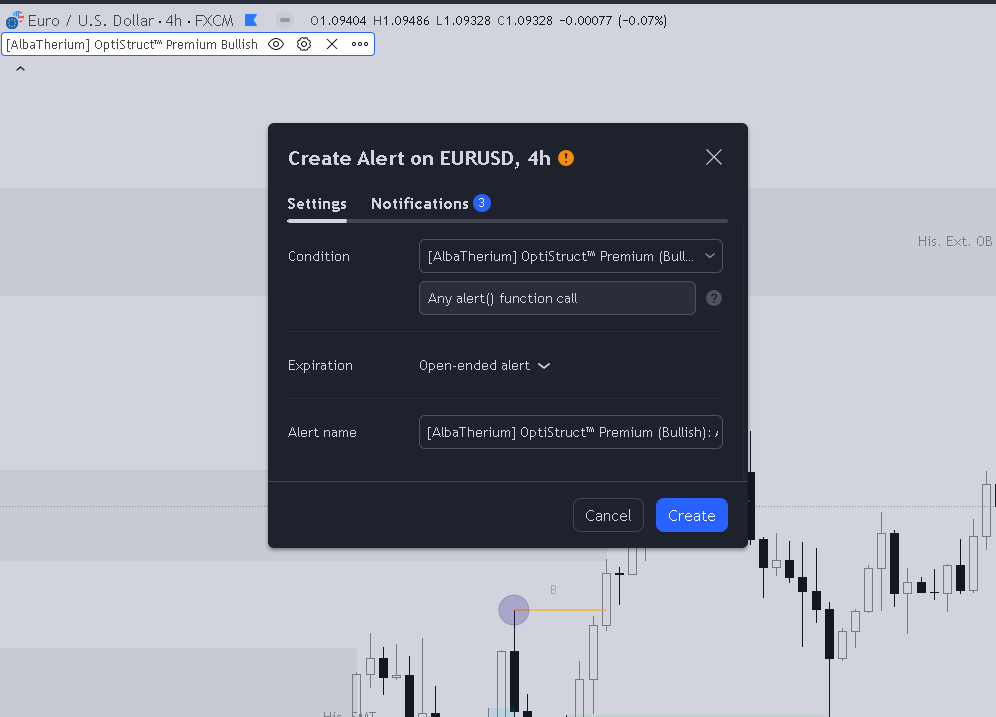 Euro / U.S. Dollar · 4h · FXCM O1.09404 H1.09486 L1.09328 C1.09328 -0.00077 (-0.07%)
[AlbaTherium] OptiStruct™ Premium Bullish
Create Alert on EURUSD, 4h
Settings Notifications 3
His. Ext. OB
Condition [AlbaTherium] OptiStruct™ Premium (Bull...
Any alert() function call ?
Expiration Open-ended alert
Alert name [AlbaTherium] OptiStruct™ Premium (Bullish):
Cancel Create
B
His.